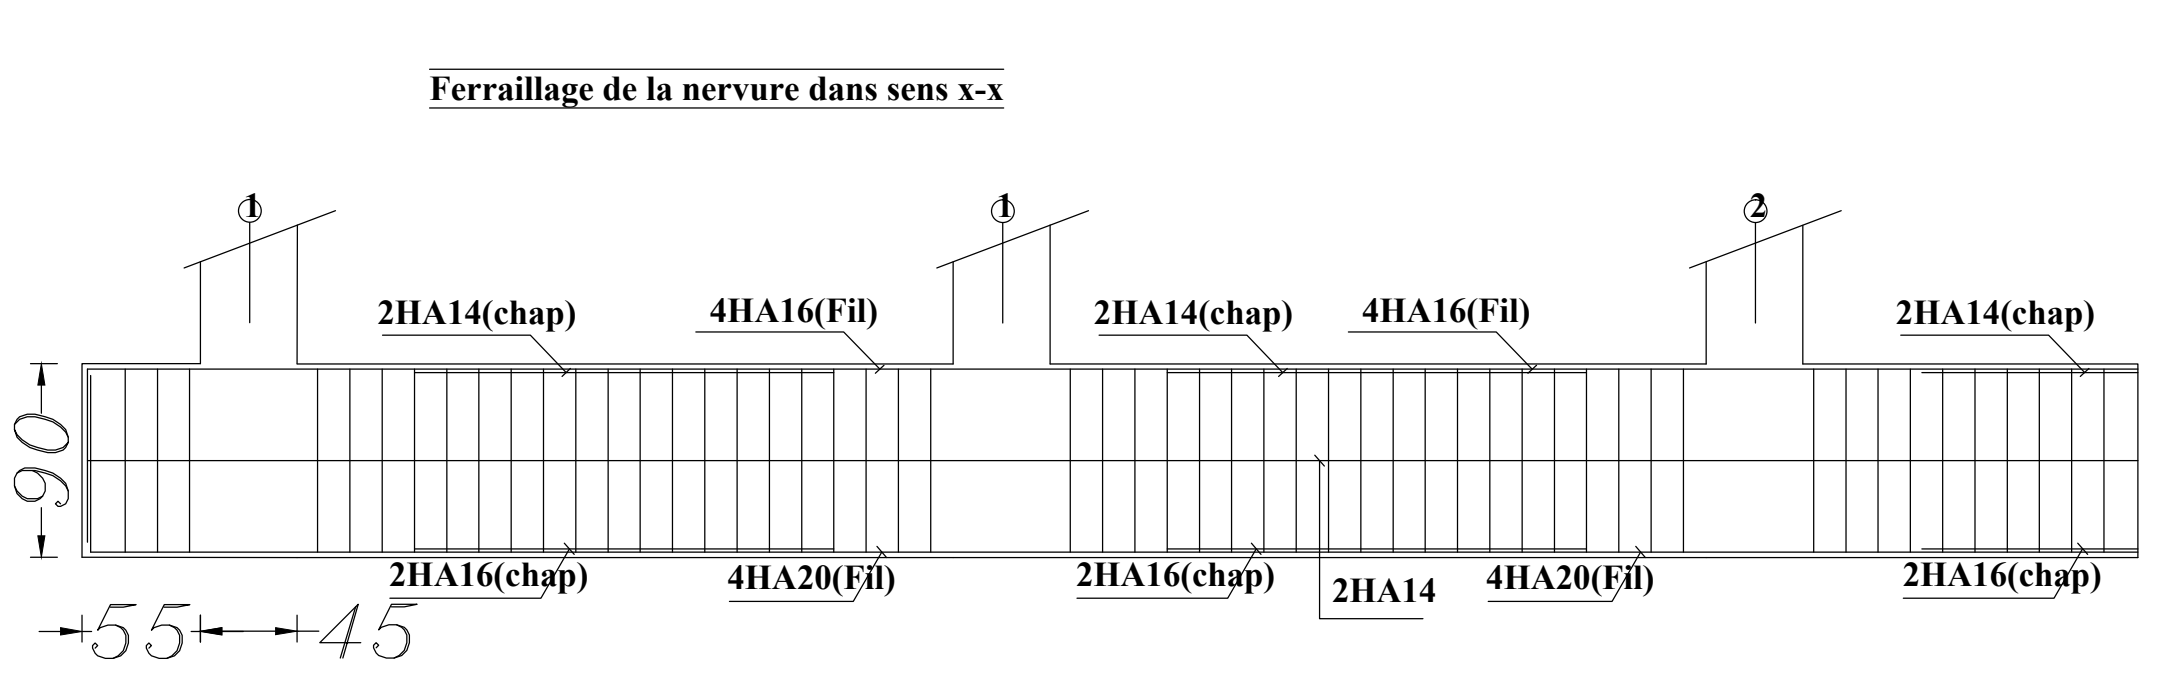 Ferraillage de la nervure dans sens x-x
1 1 2
2HA14(chap) 4HA16(Fil) 2HA14(chap) 4HA16(Fil) 2HA14(chap)
90
2HA16(chap) 4HA20(Fil) 2HA16(chap) 2HA14 4HA20(Fil) 2HA16(chap)
55 45